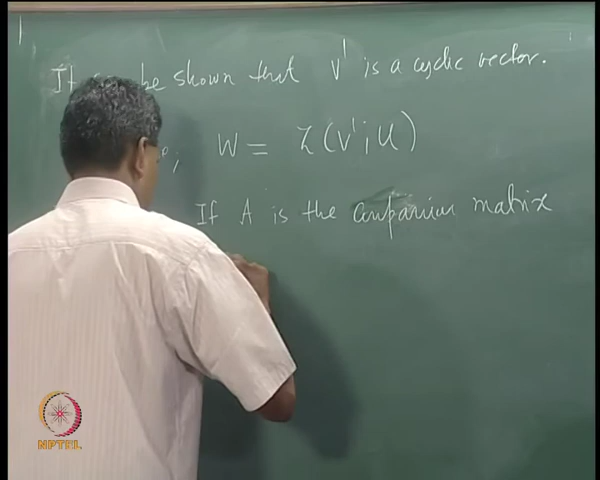 It be shown that v' is a cyclic vector.
W = Z(v'; U)
If A is the companion matrix
NPTEL